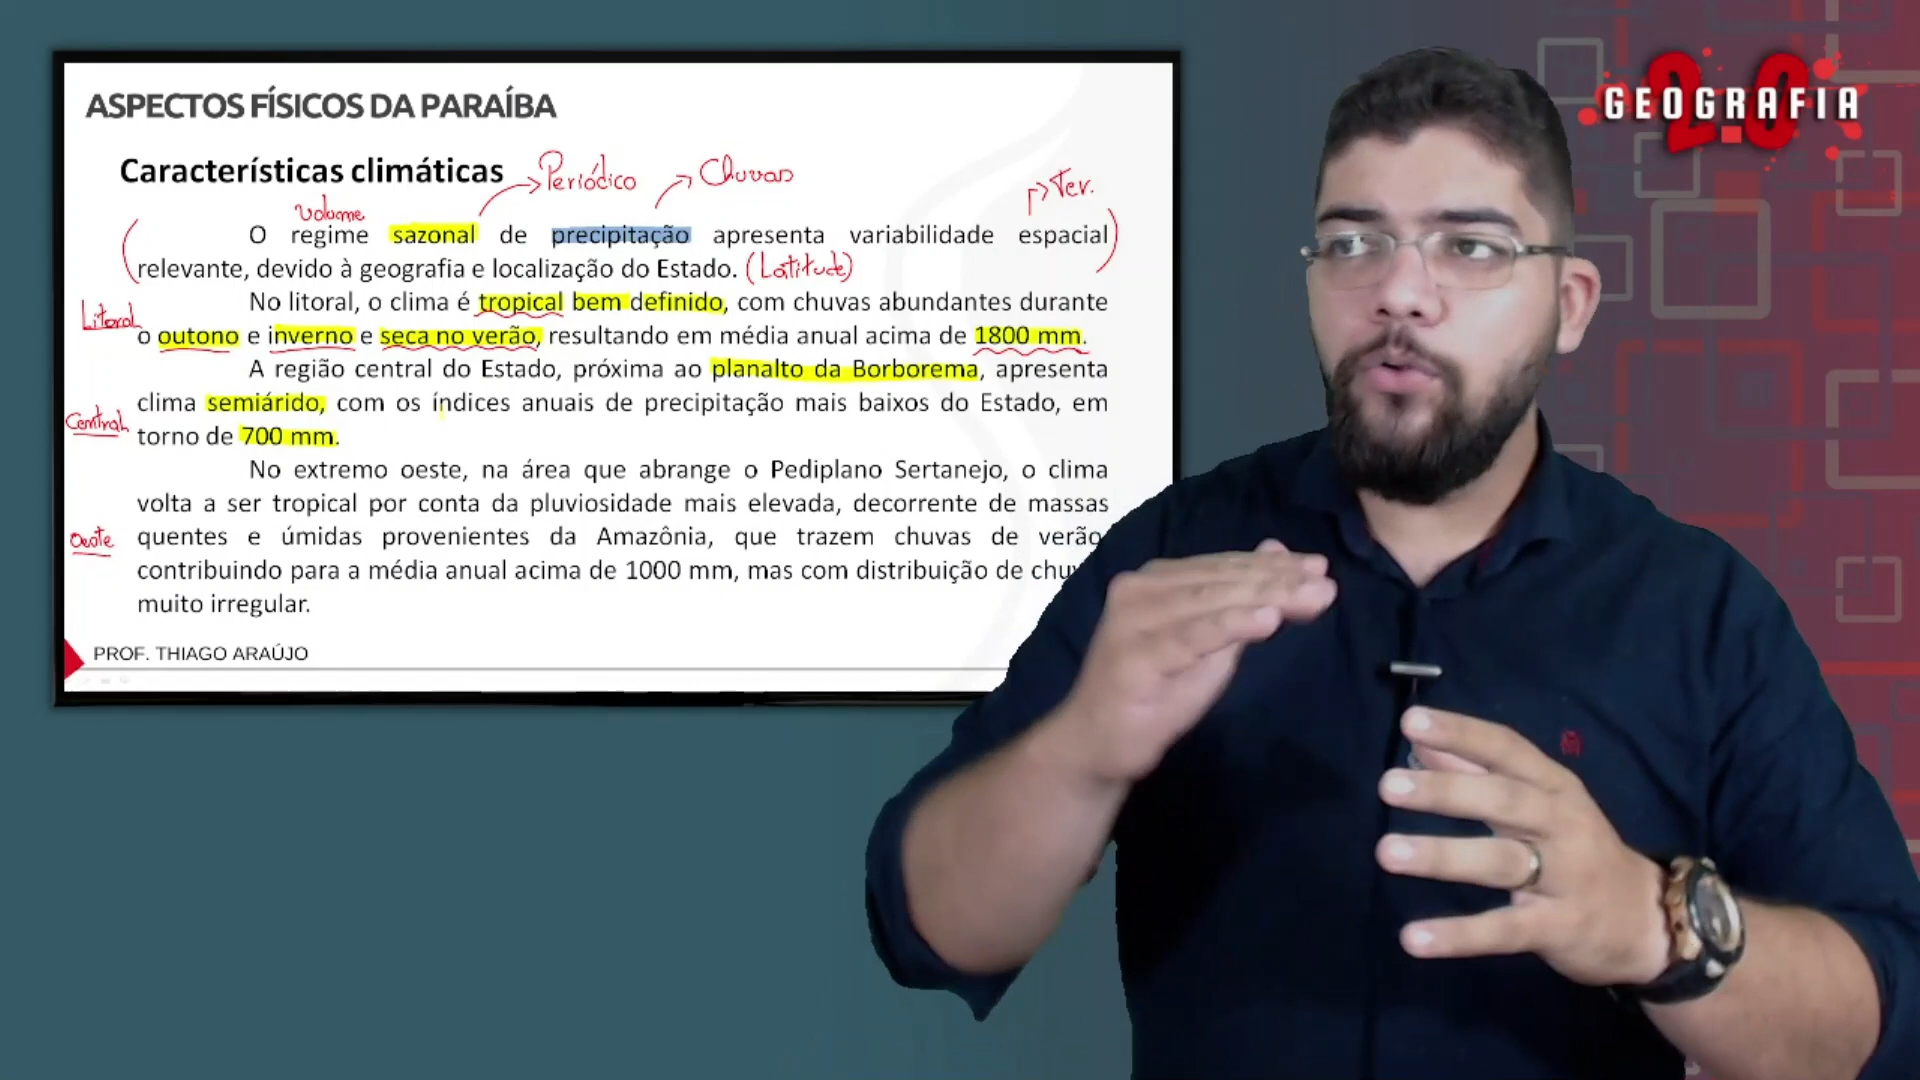 ASPECTOS FÍSICOS DA PARAÍBA
Características climáticas
Periódico
Chuvas
Ter.
volume
O regime sazonal de precipitação apresenta variabilidade espacial
relevante, devido à geografia e localização do Estado. (Latitude)
No litoral, o clima é tropical bem definido, com chuvas abundantes durante
Litoral
o outono e inverno e seca no verão, resultando em média anual acima de 1800 mm.
A região central do Estado, próxima ao planalto da Borborema, apresenta
clima semiárido, com os índices anuais de precipitação mais baixos do Estado, em
Central
torno de 700 mm.
No extremo oeste, na área que abrange o Pediplano Sertanejo, o clima
volta a ser tropical por conta da pluviosidade mais elevada, decorrente de massas
Oeste
quentes e úmidas provenientes da Amazônia, que trazem chuvas de verão
contribuindo para a média anual acima de 1000 mm, mas com distribuição de
muito irregular.
PROF. THIAGO ARAÚJO
GEOGRAFIA
2.0